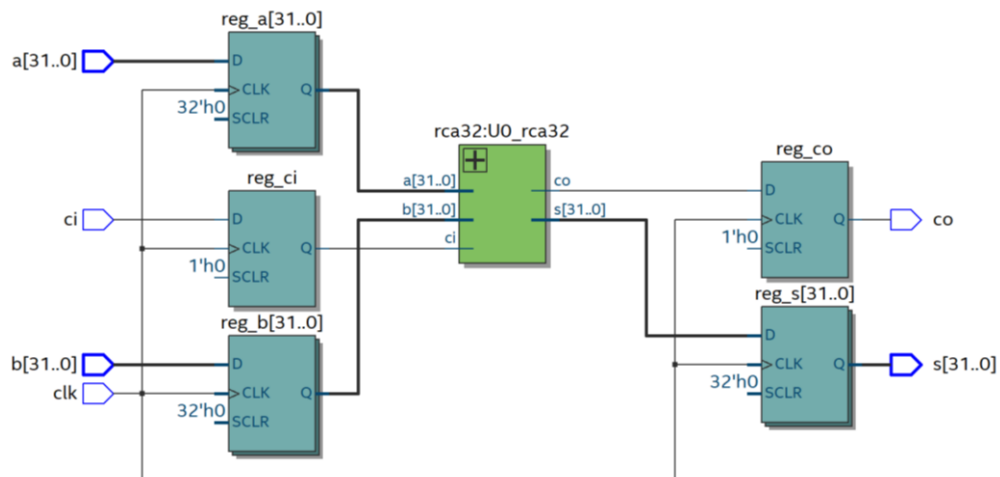 reg_a[31..0]
a[31..0]
D
CLK
Q
32'h0
SCLR
rca32:U0_rca32
reg_co
reg_ci
a[31..0]
co
D
ci
D
b[31..0]
s[31..0]
CLK
Q
co
CLK
Q
ci
1'h0
SCLR
1'h0
SCLR
reg_s[31..0]
reg_b[31..0]
D
b[31..0]
D
CLK
Q
s[31..0]
clk
CLK
Q
32'h0
SCLR
32'h0
SCLR